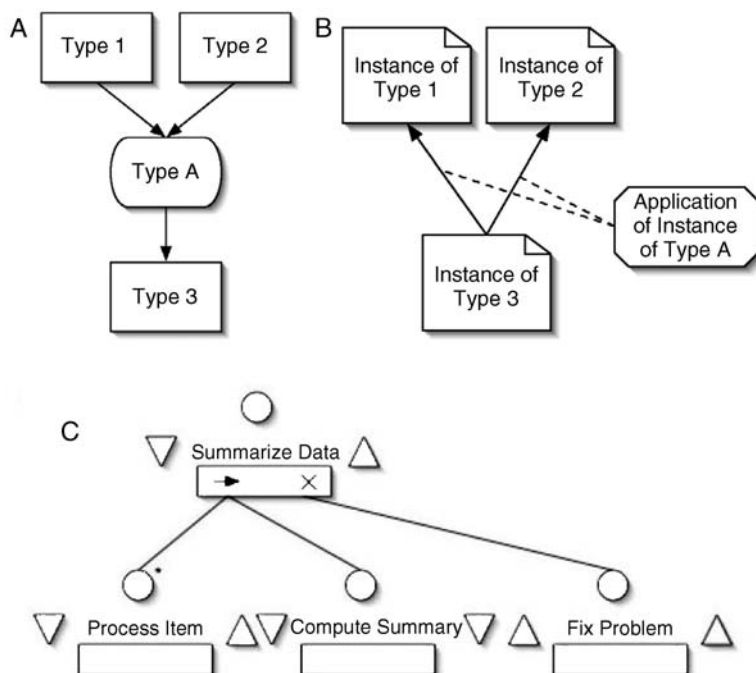 A
Type 1
Type 2
Type A
Type 3
B
Instance of
Type 1
Instance of
Type 2
Application
of Instance
of Type A
Instance of
Type 3
C
Summarize Data
*
Process Item
Compute Summary
Fix Problem